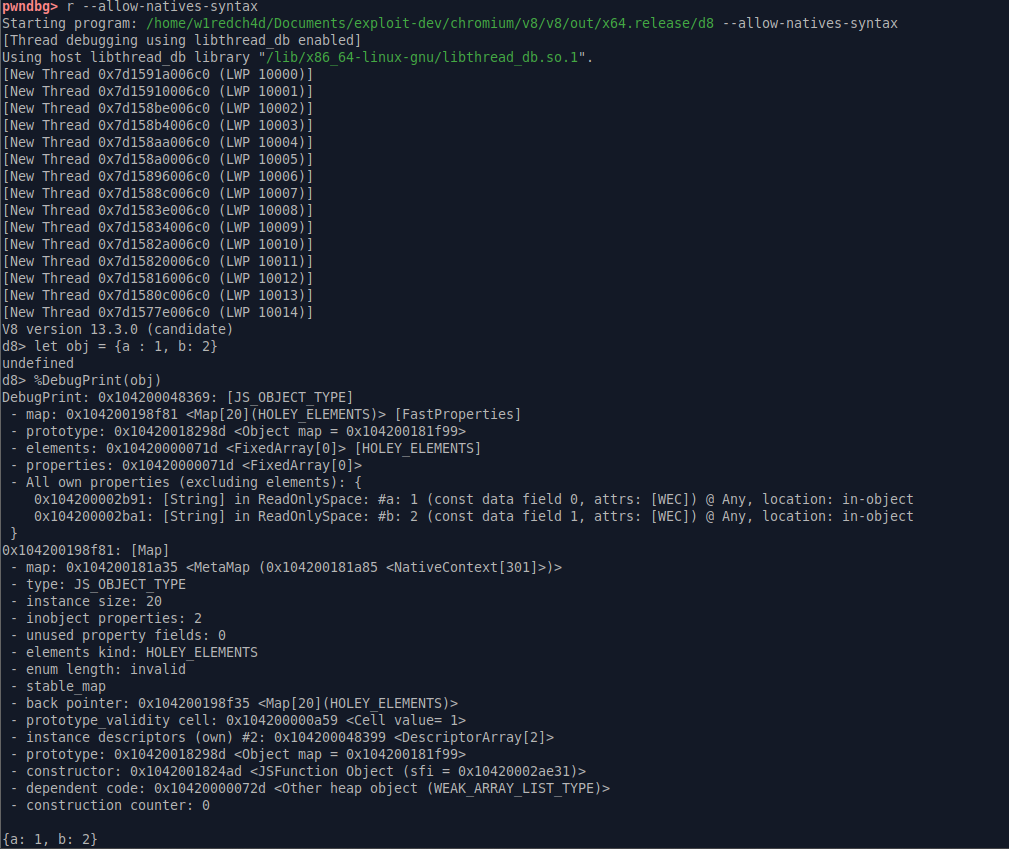 pwndbg> r --allow-natives-syntax
Starting program: /home/w1redch4d/Documents/exploit-dev/chromium/v8/v8/out/x64.release/d8 --allow-natives-syntax
[Thread debugging using libthread_db enabled]
Using host libthread_db library "/lib/x86_64-linux-gnu/libthread_db.so.1".
[New Thread 0x7d1591a006c0 (LWP 10000)]
[New Thread 0x7d15910006c0 (LWP 10001)]
[New Thread 0x7d158be006c0 (LWP 10002)]
[New Thread 0x7d158b4006c0 (LWP 10003)]
[New Thread 0x7d158aa006c0 (LWP 10004)]
[New Thread 0x7d158a0006c0 (LWP 10005)]
[New Thread 0x7d15896006c0 (LWP 10006)]
[New Thread 0x7d1588c006c0 (LWP 10007)]
[New Thread 0x7d1583e006c0 (LWP 10008)]
[New Thread 0x7d15834006c0 (LWP 10009)]
[New Thread 0x7d1582a006c0 (LWP 10010)]
[New Thread 0x7d15820006c0 (LWP 10011)]
[New Thread 0x7d15816006c0 (LWP 10012)]
[New Thread 0x7d1580c006c0 (LWP 10013)]
[New Thread 0x7d1577e006c0 (LWP 10014)]
V8 version 13.3.0 (candidate)
d8> let obj = {a : 1, b: 2}
undefined
d8> %DebugPrint(obj)
DebugPrint: 0x104200048369: [JS_OBJECT_TYPE]
 - map: 0x104200198f81 <Map[20](HOLEY_ELEMENTS)> [FastProperties]
 - prototype: 0x10420018298d <Object map = 0x104200181f99>
 - elements: 0x10420000071d <FixedArray[0]> [HOLEY_ELEMENTS]
 - properties: 0x10420000071d <FixedArray[0]>
 - All own properties (excluding elements): {
    0x104200002b91: [String] in ReadOnlySpace: #a: 1 (const data field 0, attrs: [WEC]) @ Any, location: in-object
    0x104200002ba1: [String] in ReadOnlySpace: #b: 2 (const data field 1, attrs: [WEC]) @ Any, location: in-object
 }
0x104200198f81: [Map]
 - map: 0x104200181a35 <MetaMap (0x104200181a85 <NativeContext[301]>)>
 - type: JS_OBJECT_TYPE
 - instance size: 20
 - inobject properties: 2
 - unused property fields: 0
 - elements kind: HOLEY_ELEMENTS
 - enum length: invalid
 - stable_map
 - back pointer: 0x104200198f35 <Map[20](HOLEY_ELEMENTS)>
 - prototype_validity cell: 0x104200000a59 <Cell value= 1>
 - instance descriptors (own) #2: 0x104200048399 <DescriptorArray[2]>
 - prototype: 0x10420018298d <Object map = 0x104200181f99>
 - constructor: 0x1042001824ad <JSFunction Object (sfi = 0x10420002ae31)>
 - dependent code: 0x10420000072d <Other heap object (WEAK_ARRAY_LIST_TYPE)>
 - construction counter: 0
{a: 1, b: 2}